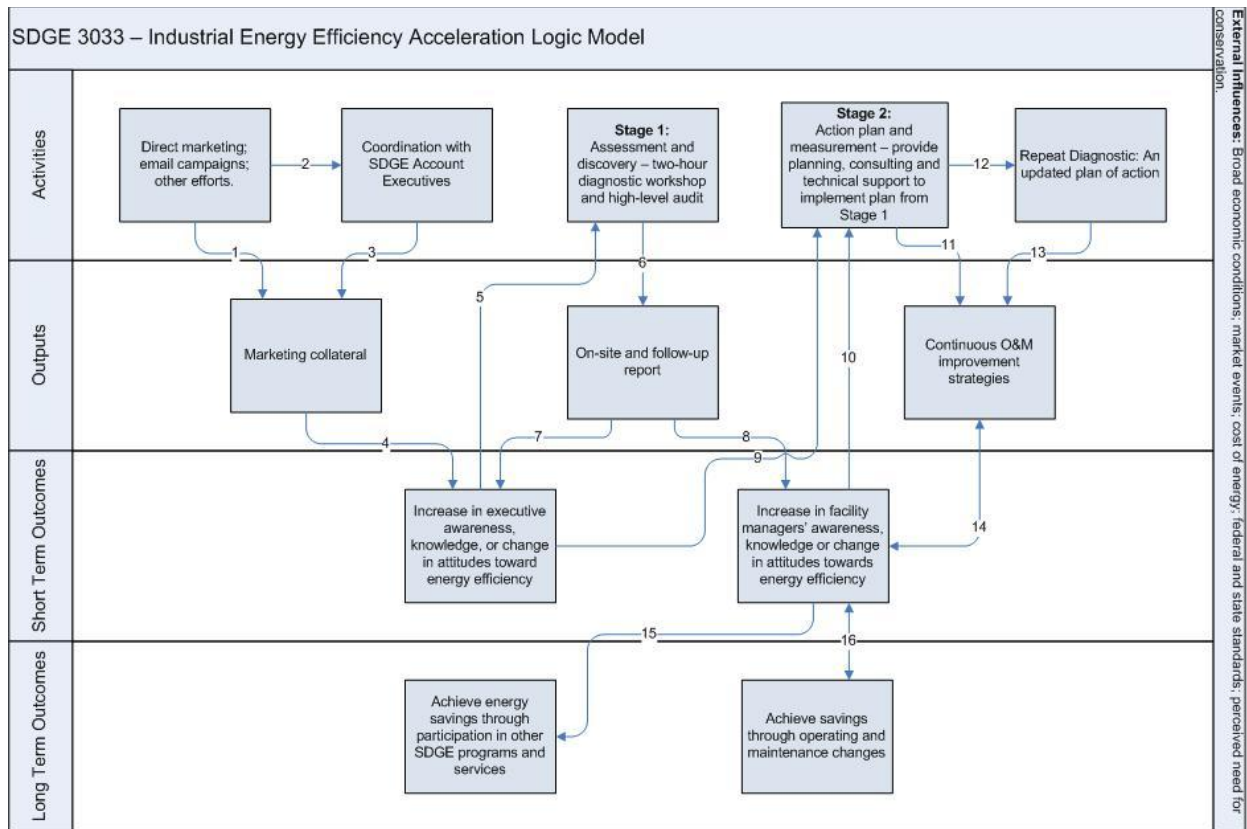 SDGE 3033 – Industrial Energy Efficiency Acceleration Logic Model
External Influences: Broad economic conditions; market events; cost of energy; federal and state standards; perceived need for
conservation.
Activities
Direct marketing;
email campaigns;
other efforts.
2
Coordination with
SDGE Account
Executives
Stage 1:
Assessment and
discovery – two-hour
diagnostic workshop
and high-level audit
Stage 2:
Action plan and
measurement – provide
planning, consulting and
technical support to
implement plan from
Stage 1
12
Repeat Diagnostic: An
updated plan of action
1
3
5
6
11
13
Outputs
Marketing collateral
On-site and follow-up
report
10
Continuous O&M
improvement
strategies
4
7
8
9
Short Term Outcomes
Increase in executive
awareness,
knowledge, or change
in attitudes toward
energy efficiency
Increase in facility
managers' awareness,
knowledge or change
in attitudes towards
energy efficiency
14
15
16
Long Term Outcomes
Achieve energy
savings through
participation in other
SDGE programs and
services
Achieve savings
through operating and
maintenance changes